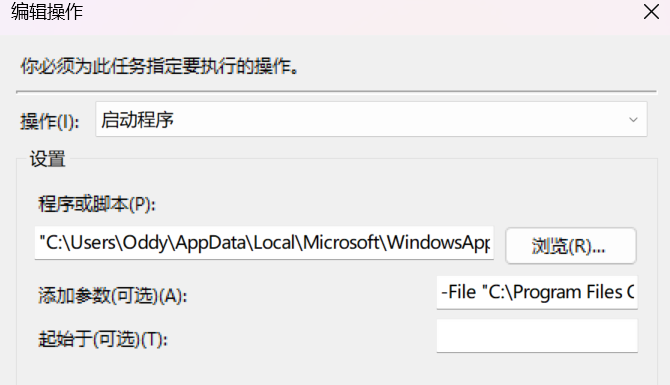 编辑操作
你必须为此任务指定要执行的操作。
操作(I): 启动程序
设置
程序或脚本(P):
"C:\Users\Oddy\AppData\Local\Microsoft\WindowsApp 浏览(R)...
添加参数(可选)(A): -File "C:\Program Files
起始于(可选)(T):